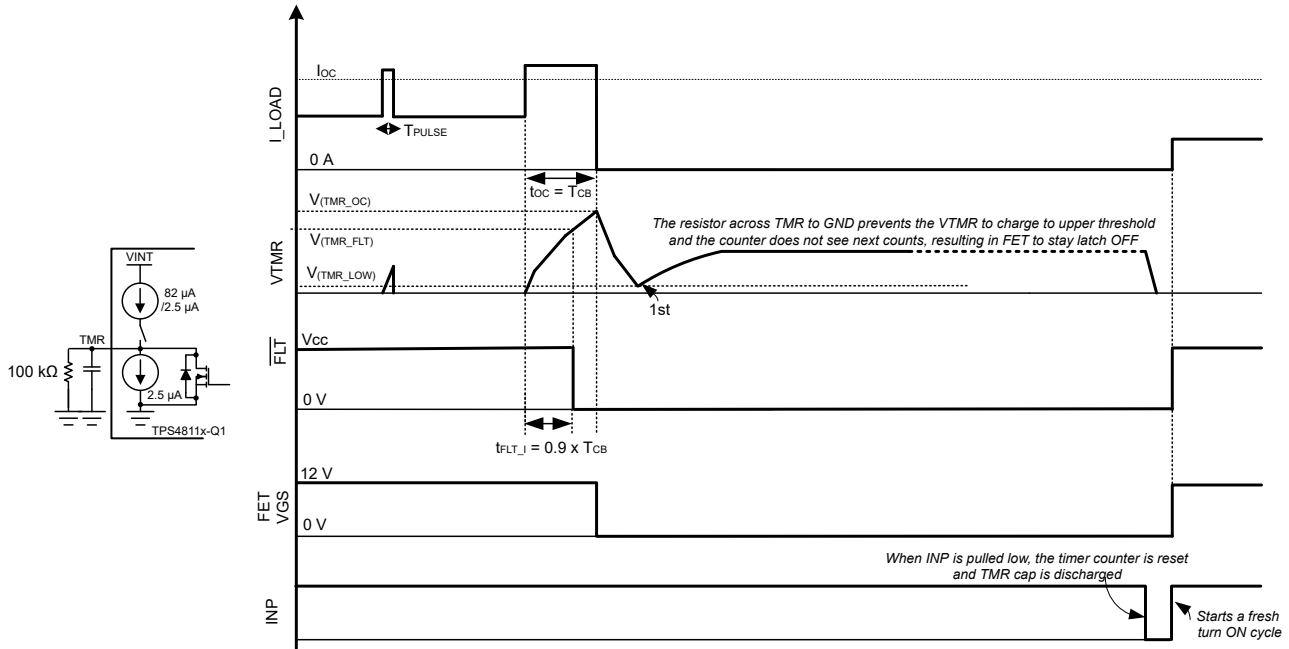 I_LOAD
IOC
TPULSE
0 A
tOC = TCB
VTMR
V(TMR_OC)
V(TMR_FLT)
V(TMR_LOW)
The resistor across TMR to GND prevents the VTMR to charge to upper threshold
and the counter does not see next counts, resulting in FET to stay latch OFF
1st
VINT
82 µA
/2.5 µA
TMR
100 kΩ
2.5 µA
TPS4811x-Q1
FLT
Vcc
0 V
tFLT_I = 0.9 x TCB
FET
VGS
12 V
0 V
When INP is pulled low, the timer counter is reset
and TMR cap is discharged
INP
Starts a fresh
turn ON cycle